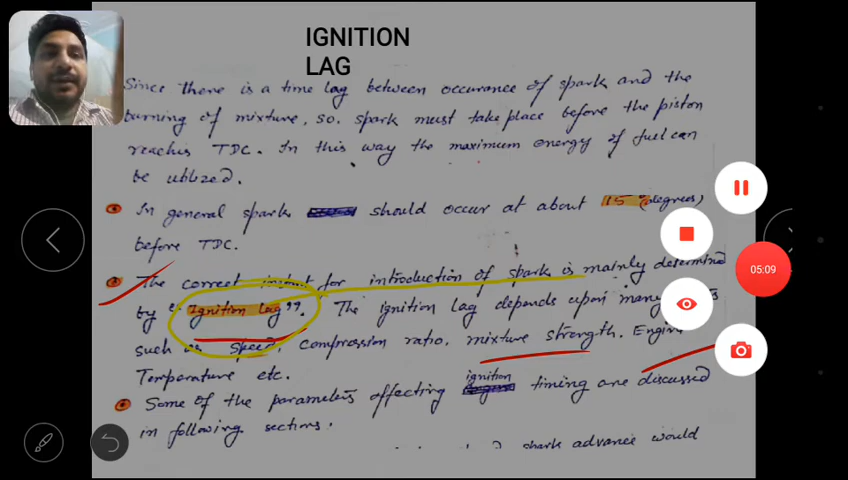 IGNITION
LAG
Since there is a time lag between occurance of spark and the
burning of mixture, so. spark must take place before the piston
reaches TDC. In this way the maximum energy of fuel can
be utilized.
In general spark should occur at about 15 (degrees)
before TDC.
The correct instant for introduction of spark is mainly determined
by "Ignition lag". The ignition lag depends upon many
such as speed, compression ratio, mixture strength. Engine
Temperature etc.
Some of the parameters affecting ignition timing are discussed
in following sections.
spark advance would
05:09